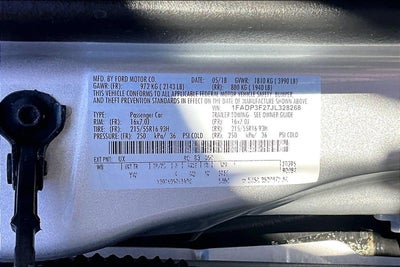 MFD. BY FORD MOTOR CO. 05/18 GVWR: 1810 KG ( 3990 LB)
GAWR: (FR): 972 KG ( 2143 LB) (RR): 880 KG ( 1940 LB)
THIS VEHICLE CONFORMS TO ALL APPLICABLE FEDERAL MOTOR VEHICLE SAFETY, BUMPER,
AND THEFT PREVENTION STANDARDS IN EFFECT ON THE DATE OF MANUFACTURE SHOWN ABOVE.
VIN: 1FADP3F27JL328268
TYPE: Passenger Car TRAILER TOWING - SEE OWNER GUIDE
RIM: (FR): 16x7.0J (RR): 16x7.0J
TIRE: (FR): 215/55R16 93H (RR): 215/55R16 93H
PRESSURE: (FR): 250 kPa/ 36 PSI COLD (RR): 250 kPa/ 36 PSI COLD
EXT PNT: UX
WB INT TR